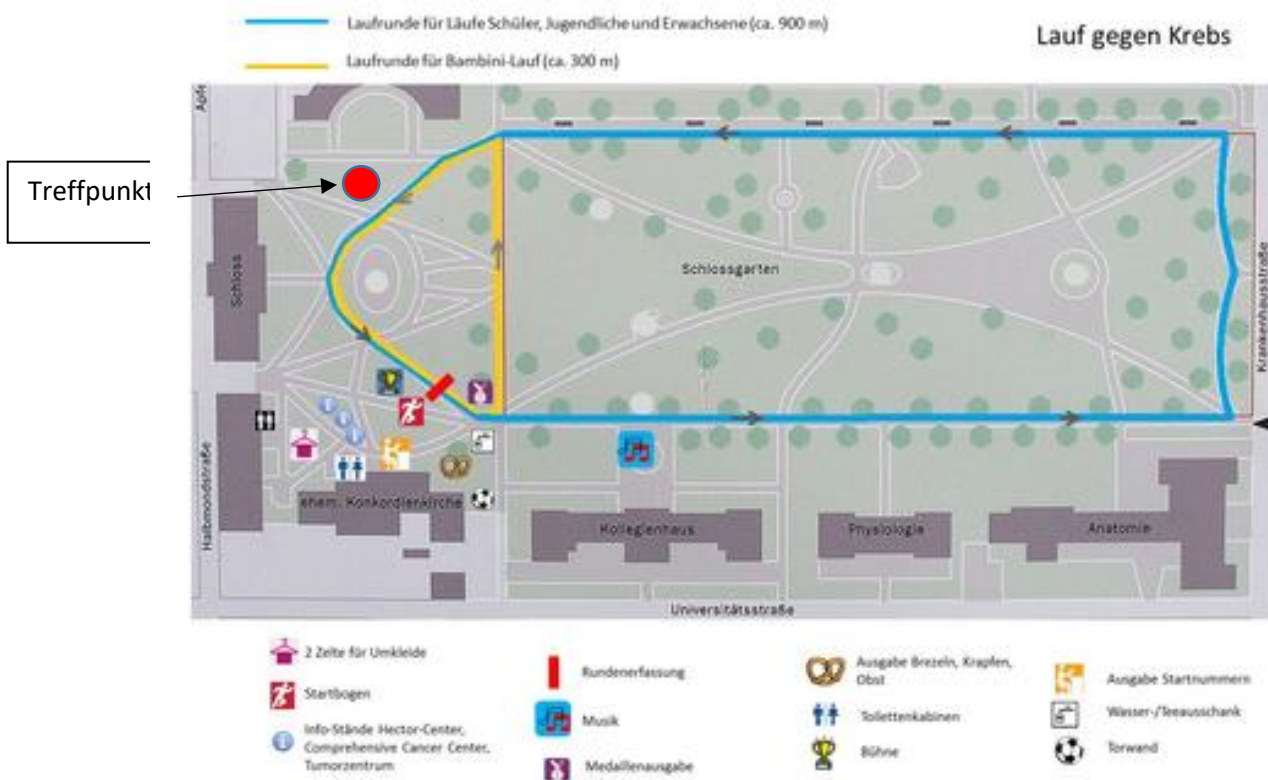 Laufrunde für Läufe Schüler, Jugendliche und Erwachsene (ca. 900 m)
Lauf gegen Krebs
Laufrunde für Bambini-Lauf (ca. 300 m)
Treffpunkt
Schloss
Schlossgarten
Krankenhausstraße
Halbmondstraße
ehem. Konkordienkirche
Kollegienhaus
Physiologie
Anatomie
Universitätsstraße
2 Zelte für Umkleide
Startbogen
Info-Stände Hector-Center,
Comprehensive Cancer Center,
Tumorzentrum
Rundenerfassung
Musik
Medaillenausgabe
Ausgabe Brezeln, Krapfen,
Obst
Toilettenkabinen
Bühne
Ausgabe Startnummern
Wasser-/Teeausschank
Torwand